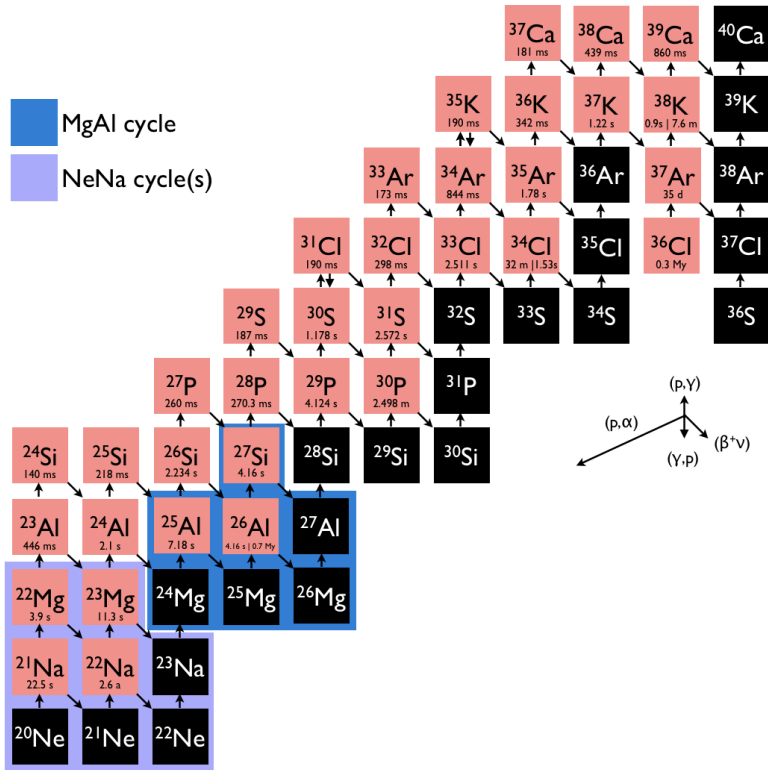 37Ca 38Ca 39Ca 40Ca
181 ms 439 ms 860 ms
35K 36K 37K 38K 39K
190 ms 342 ms 1.22 s 0.9s | 7.6 m
MgAl cycle
NeNa cycle(s)
33Ar 34Ar 35Ar 36Ar 37Ar 38Ar
173 ms 844 ms 1.78 s 35 d
31Cl 32Cl 33Cl 34Cl 35Cl 36Cl 37Cl
190 ms 298 ms 2.511 s 32 m |1.53s 0.3 My
29S 30S 31S 32S 33S 34S 36S
187 ms 1.178 s 2.572 s
27P 28P 29P 30P 31P
260 ms 270.3 ms 4.124 s 2.498 m
(p,γ)
(p,α)
(β+ν)
(γ,p)
24Si 25Si 26Si 27Si 28Si 29Si 30Si
140 ms 218 ms 2.234 s 4.16 s
23Al 24Al 25Al 26Al 27Al
446 ms 2.1 s 7.18 s 4.16 s | 0.7 My
22Mg 23Mg 24Mg 25Mg 26Mg
3.9 s 11.3 s
21Na 22Na 23Na
22.5 s 2.6 a
20Ne 21Ne 22Ne